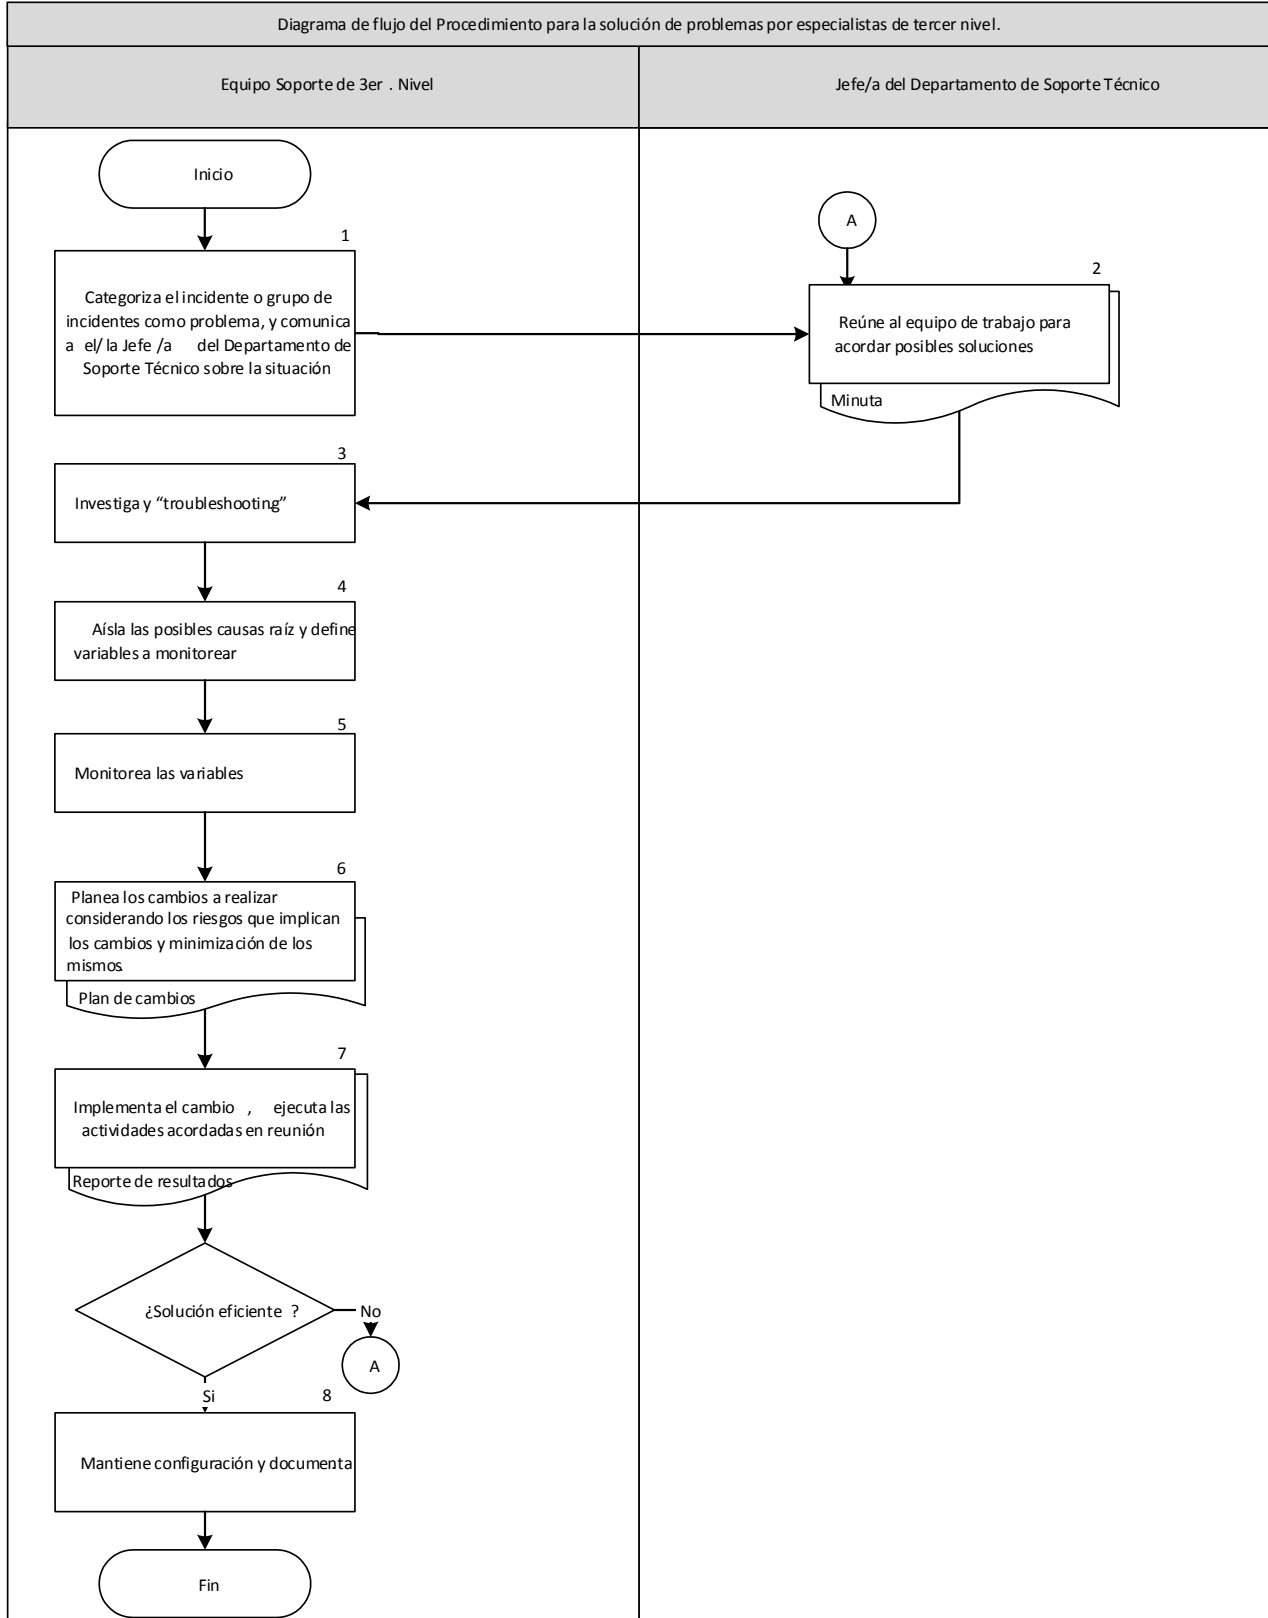 Diagrama de flujo del Procedimiento para la solución de problemas por especialistas de tercer nivel.
Equipo Soporte de 3er . Nivel
Jefe/a del Departamento de Soporte Técnico
Inicio
A
1
Categoriza el incidente o grupo de
incidentes como problema, y comunica
a el/ la Jefe /a del Departamento de
Soporte Técnico sobre la situación
2
Reúne al equipo de trabajo para
acordar posibles soluciones
Minuta
3
Investiga y “troubleshooting”
4
Aísla las posibles causas raíz y define
variables a monitorear
5
Monitorea las variables
6
Planea los cambios a realizar
considerando los riesgos que implican
los cambios y minimización de los
mismos.
Plan de cambios
7
Implementa el cambio , ejecuta las
actividades acordadas en reunión
Reporte de resultados
¿Solución eficiente ?
No
A
Si
8
Mantiene configuración y documenta
Fin